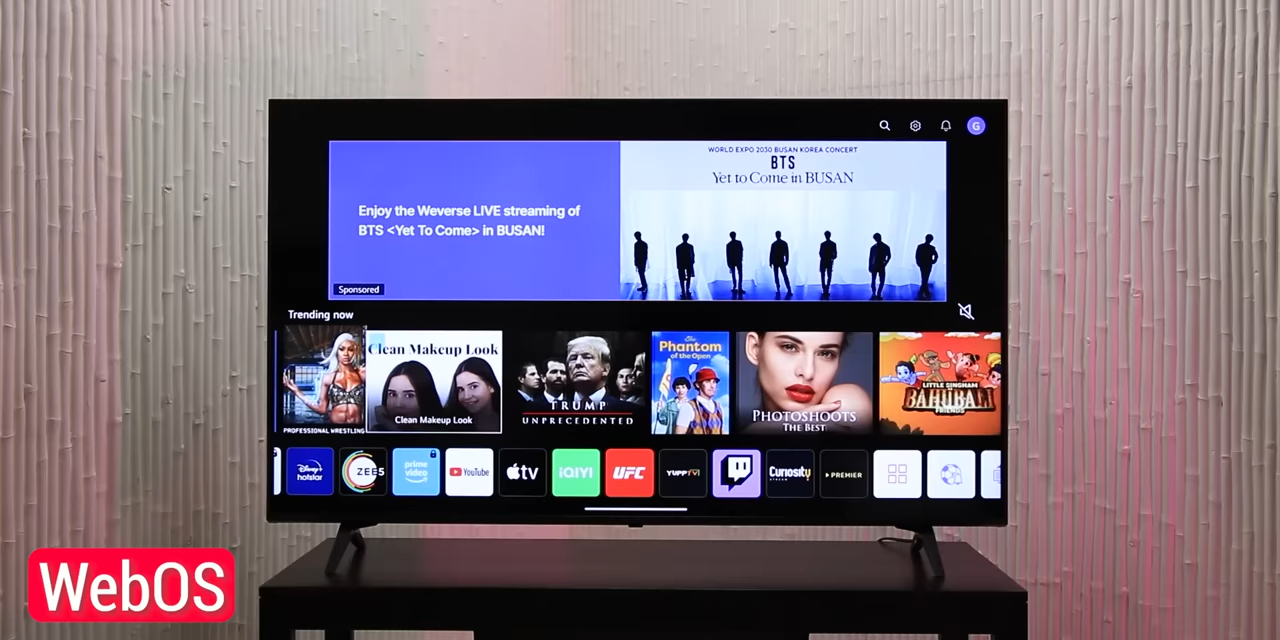 G
WORLD EXPO 2030 BUSAN KOREA CONCERT
BTS
Yet to Come in BUSAN
Enjoy the Weverse LIVE streaming of
BTS <Yet To Come> in BUSAN!
Sponsored
Trending now
PROFESSIONAL WRESTLING
Clean Makeup Look
Clean Makeup Look
TRUMP
UNPRECEDENTED
The
Phantom
of the Open
PHOTOSHOOTS
THE BEST
LITTLE SINGHAM
BAHUBALI
FRIENDS
Disney+
hotstar
ZEE5
prime
video
YouTube
tv
iQIYI
UFC
YUPPTV
CURIOSITY
STREAM
PREMIER
WebOS